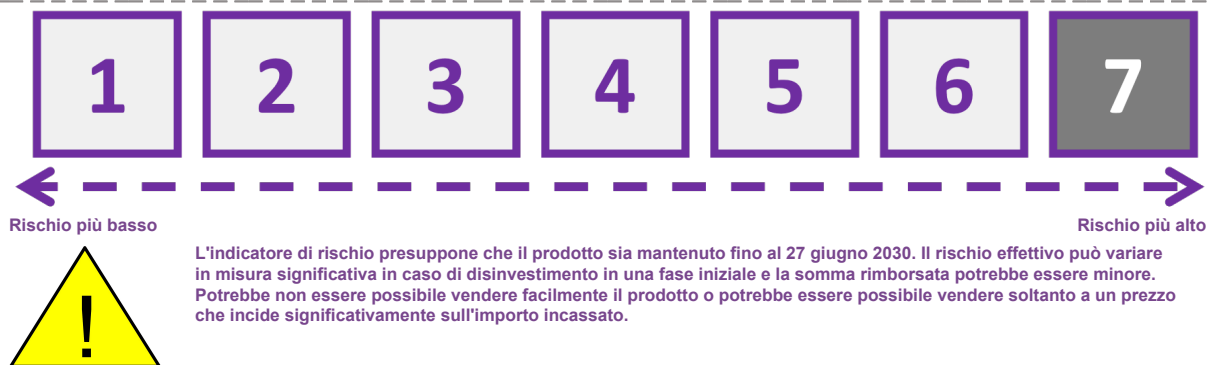 1 2 3 4 5 6 7
Rischio più basso Rischio più alto
L'indicatore di rischio presuppone che il prodotto sia mantenuto fino al 27 giugno 2030. Il rischio effettivo può variare
in misura significativa in caso di disinvestimento in una fase iniziale e la somma rimborsata potrebbe essere minore.
Potrebbe non essere possibile vendere facilmente il prodotto o potrebbe essere possibile vendere soltanto a un prezzo
che incide significativamente sull'importo incassato.
!